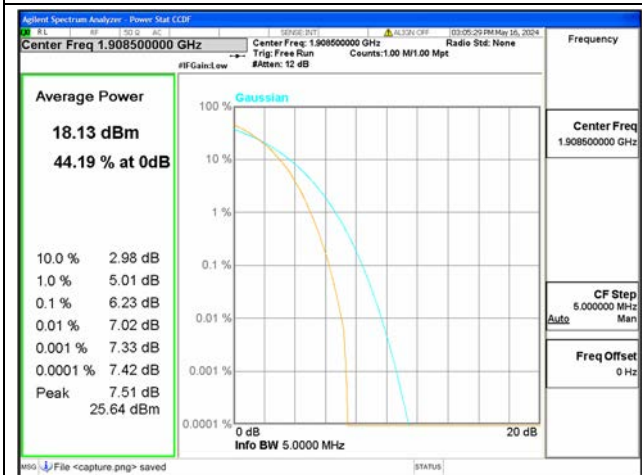 Agilent Spectrum Analyzer - Power Stat CCDF
RL RF 50 Ω AC SENSE:INT ALIGN OFF 03:05:29 PM May 16, 2024
Center Freq 1.908500000 GHz
Center Freq: 1.908500000 GHz Radio Std: None
Trig: Free Run Counts:1.00 M/1.00 Mpt
#IFGain:Low #Atten: 12 dB
Frequency
Average Power
18.13 dBm
44.19 % at 0dB
10.0 % 2.98 dB
1.0 % 5.01 dB
0.1 % 6.23 dB
0.01 % 7.02 dB
0.001 % 7.33 dB
0.0001 % 7.42 dB
Peak 7.51 dB
25.64 dBm
100 % Gaussian
10 %
1 %
0.1 %
0.01 %
0.001 %
0.0001 %
0 dB 20 dB
Info BW 5.0000 MHz
Center Freq
1.908500000 GHz
CF Step
5.000000 MHz
Auto Man
Freq Offset
0 Hz
MSG File <capture.png> saved STATUS